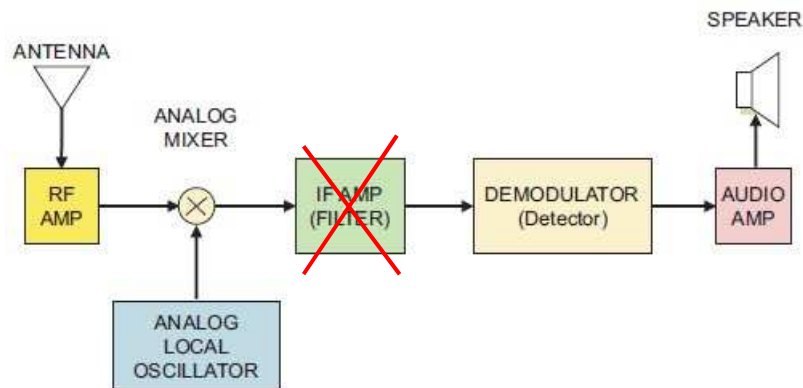 SPEAKER
ANTENNA
ANALOG
MIXER
RF
AMP
IF AMP
(FILTER)
DEMODULATOR
(Detector)
AUDIO
AMP
ANALOG
LOCAL
OSCILLATOR